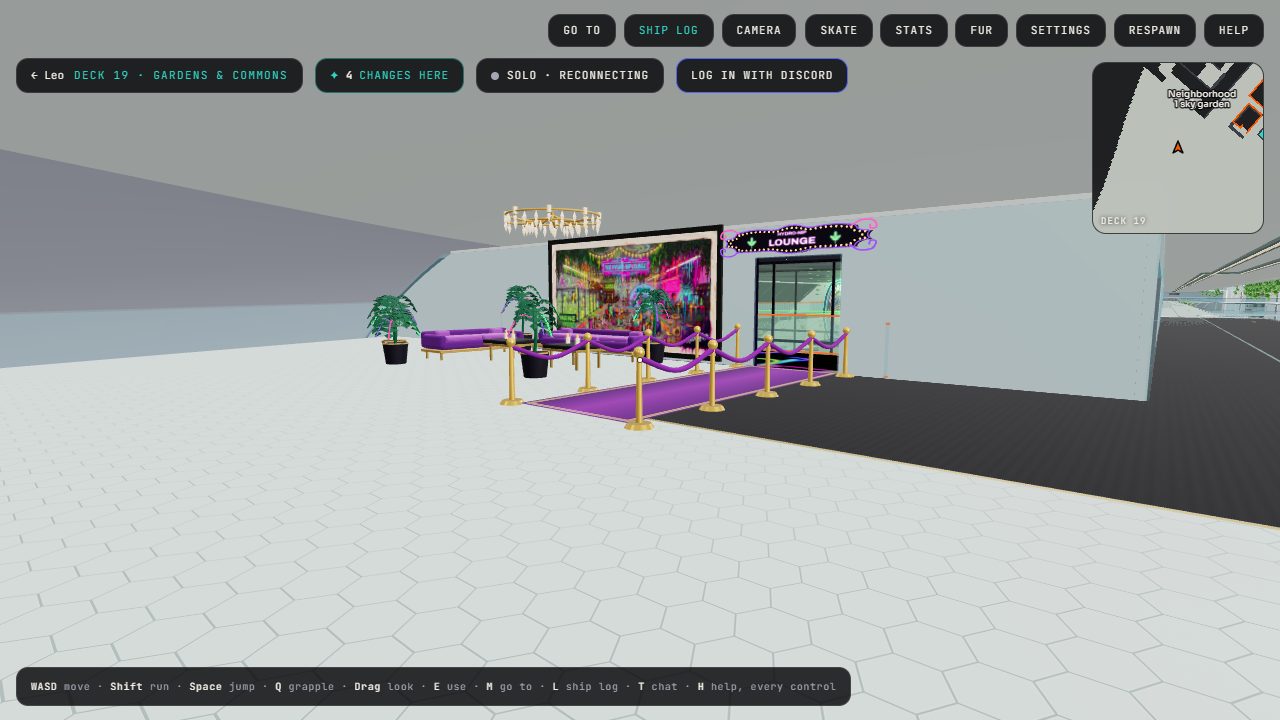 GO TO
SHIP LOG
CAMERA
SKATE
STATS
FUR
SETTINGS
RESPAWN
HELP
← Leo DECK 19 · GARDENS & COMMONS
✦ 4 CHANGES HERE
SOLO · RECONNECTING
LOG IN WITH DISCORD
Neighborhood
1 sky garden
DECK 19
LOUNGE
WASD move · Shift run · Space jump · Q grapple · Drag look · E use · M go to · L ship log · T chat · H help, every control